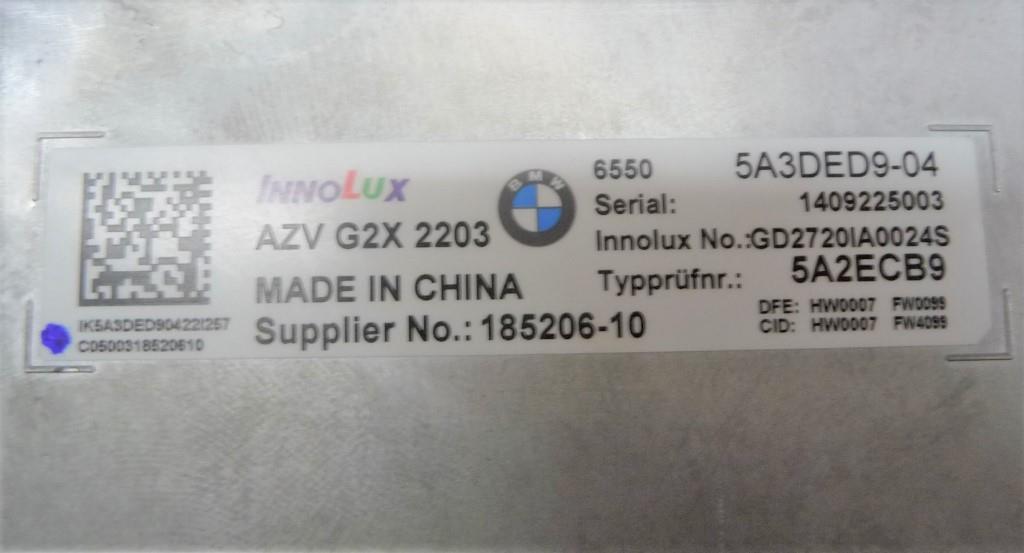 INNOLUX
AZV G2X 2203
MADE IN CHINA
Supplier No.: 185206-10
IK5A3DED90422I257
C0500318520610
BMW
6550 5A3DED9-04
Serial: 1409225003
Innolux No.:GD2720IA0024S
Typprüfnr.: 5A2ECB9
DFE: HW0007 FW0099
CID: HW0007 FW4099